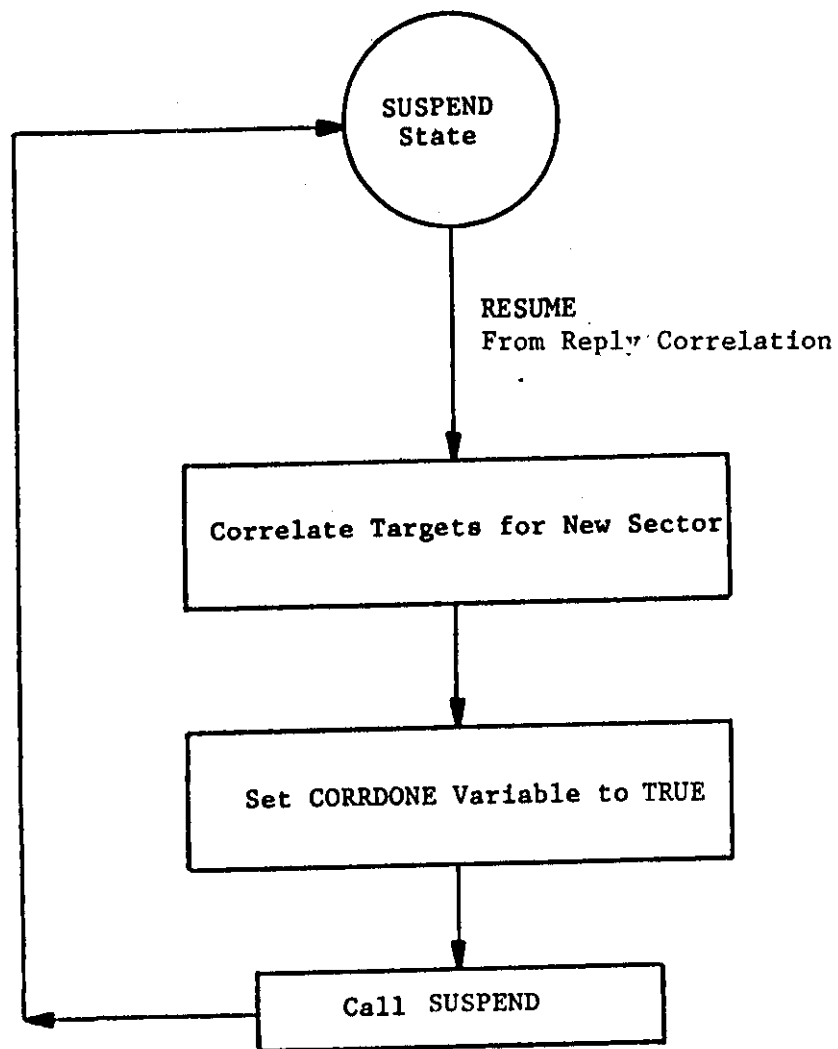 SUSPEND
State
RESUME
From Reply Correlation
Correlate Targets for New Sector
Set CORRDONE Variable to TRUE
Call SUSPEND